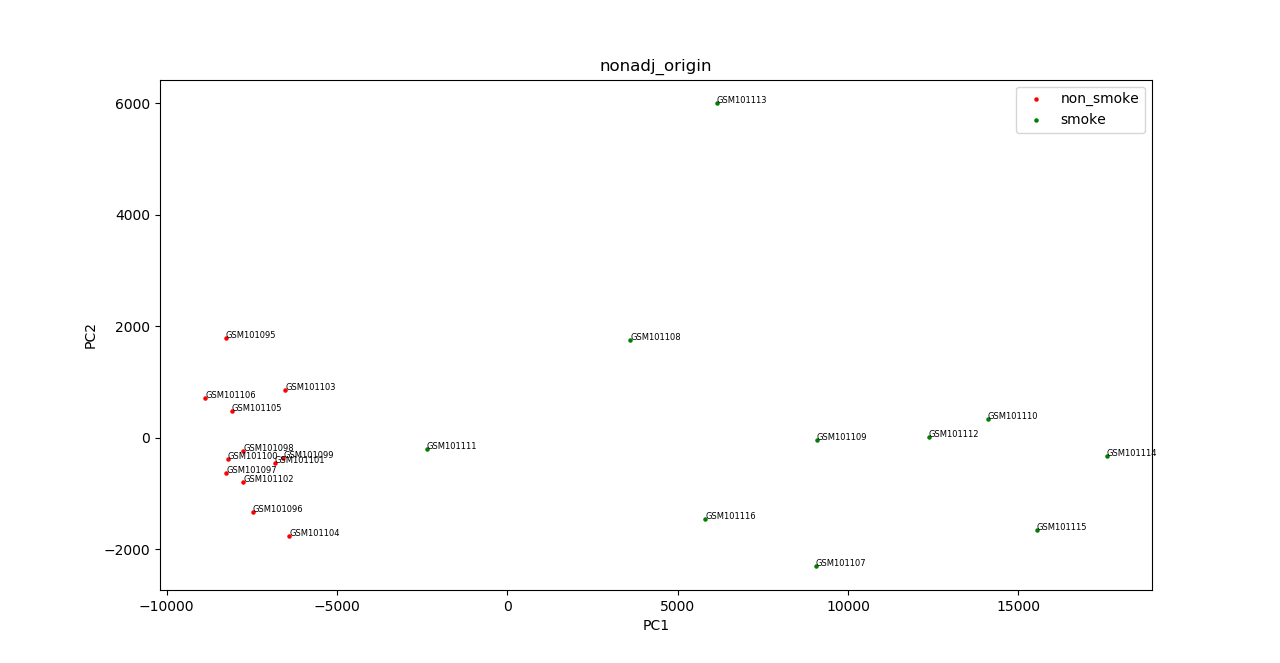 nonadj_origin
non_smoke
smoke
6000
4000
2000
0
−2000
PC2
GSM101113
GSM101095
GSM101108
GSM101103
GSM101106
GSM101105
GSM101110
GSM101112
GSM101109
GSM101111
GSM101098
GSM101099
GSM101100
GSM101101
GSM101114
GSM101097
GSM101102
GSM101096
GSM101116
GSM101115
GSM101104
GSM101107
−10000
−5000
0
5000
10000
15000
PC1